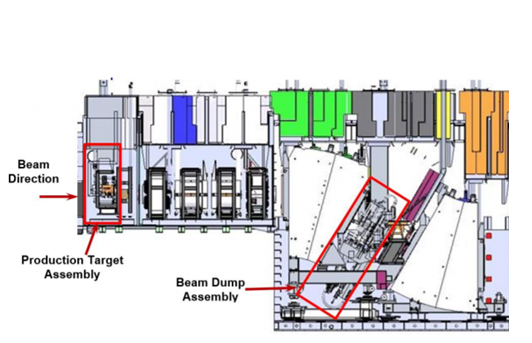 Beam
Direction
Production Target
Assembly
Beam Dump
Assembly